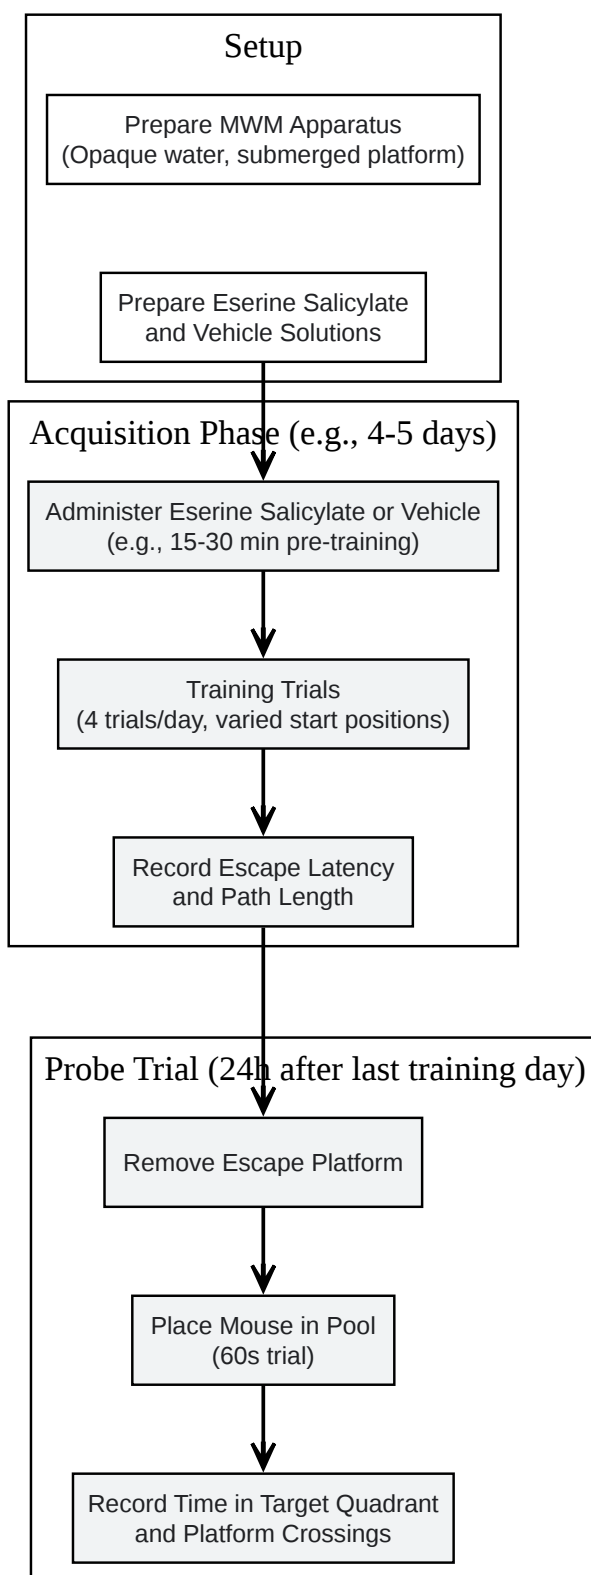 Setup
Prepare MWM Apparatus
(Opaque water, submerged platform)
Prepare Eserine Salicylate
and Vehicle Solutions
Acquisition Phase (e.g., 4-5 days)
Administer Eserine Salicylate or Vehicle
(e.g., 15-30 min pre-training)
Training Trials
(4 trials/day, varied start positions)
Record Escape Latency
and Path Length
Probe Trial (24h after last training day)
Remove Escape Platform
Place Mouse in Pool
(60s trial)
Record Time in Target Quadrant
and Platform Crossings